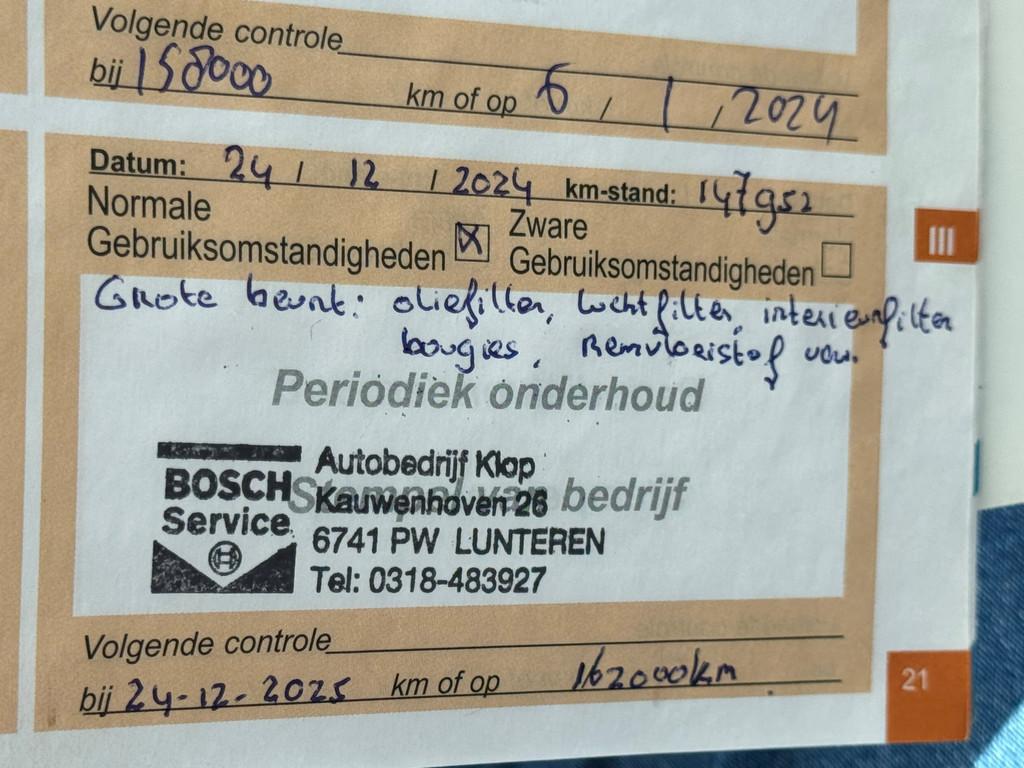 Volgende controle
bij 158000 km of op 6 / 1 / 2024
Datum: 24 / 12 / 2024 km-stand: 147952
Normale Gebruiksomstandigheden X Zware Gebruiksomstandigheden
III
Grote beurt: oliefilter, luchtfilter, interieurfilter
bougies, Remvloeistof verv.
Periodiek onderhoud
Stempel van bedrijf
BOSCH
Service
Autobedrijf Klop
Kauwenhoven 26
6741 PW LUNTEREN
Tel: 0318-483927
Volgende controle
bij 24-12-2025 km of op 162000km
21